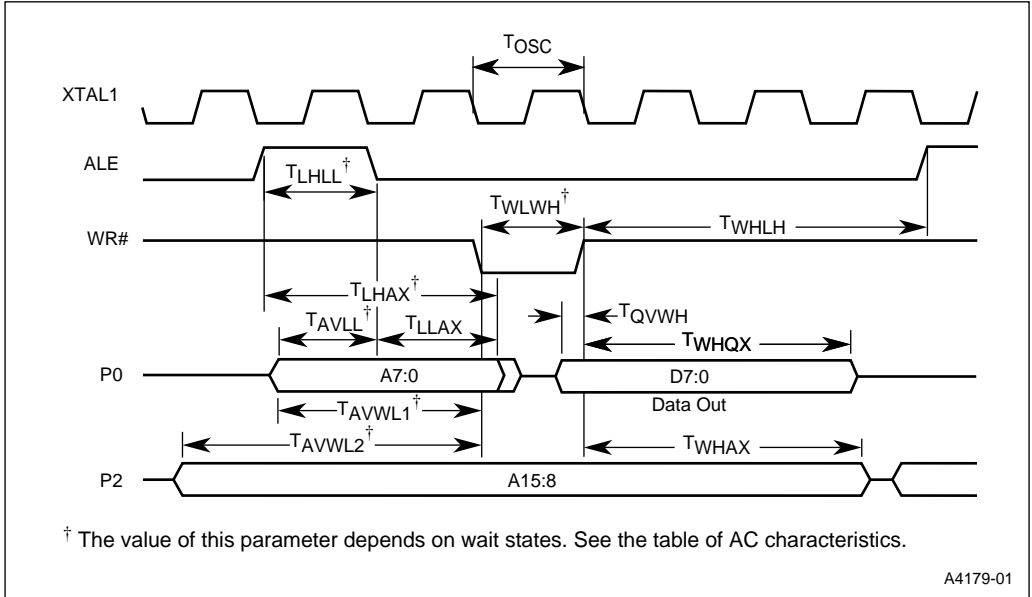 TOSC
XTAL1
ALE
TLHLL†
TWLWH†
TWHLH
WR#
TLHAX†
TQVWH
TAVLL†
TLLAX
TWHQX
P0
A7:0
D7:0
Data Out
TAVWL1†
TAVWL2†
TWHAX
P2
A15:8
† The value of this parameter depends on wait states. See the table of AC characteristics.
A4179-01